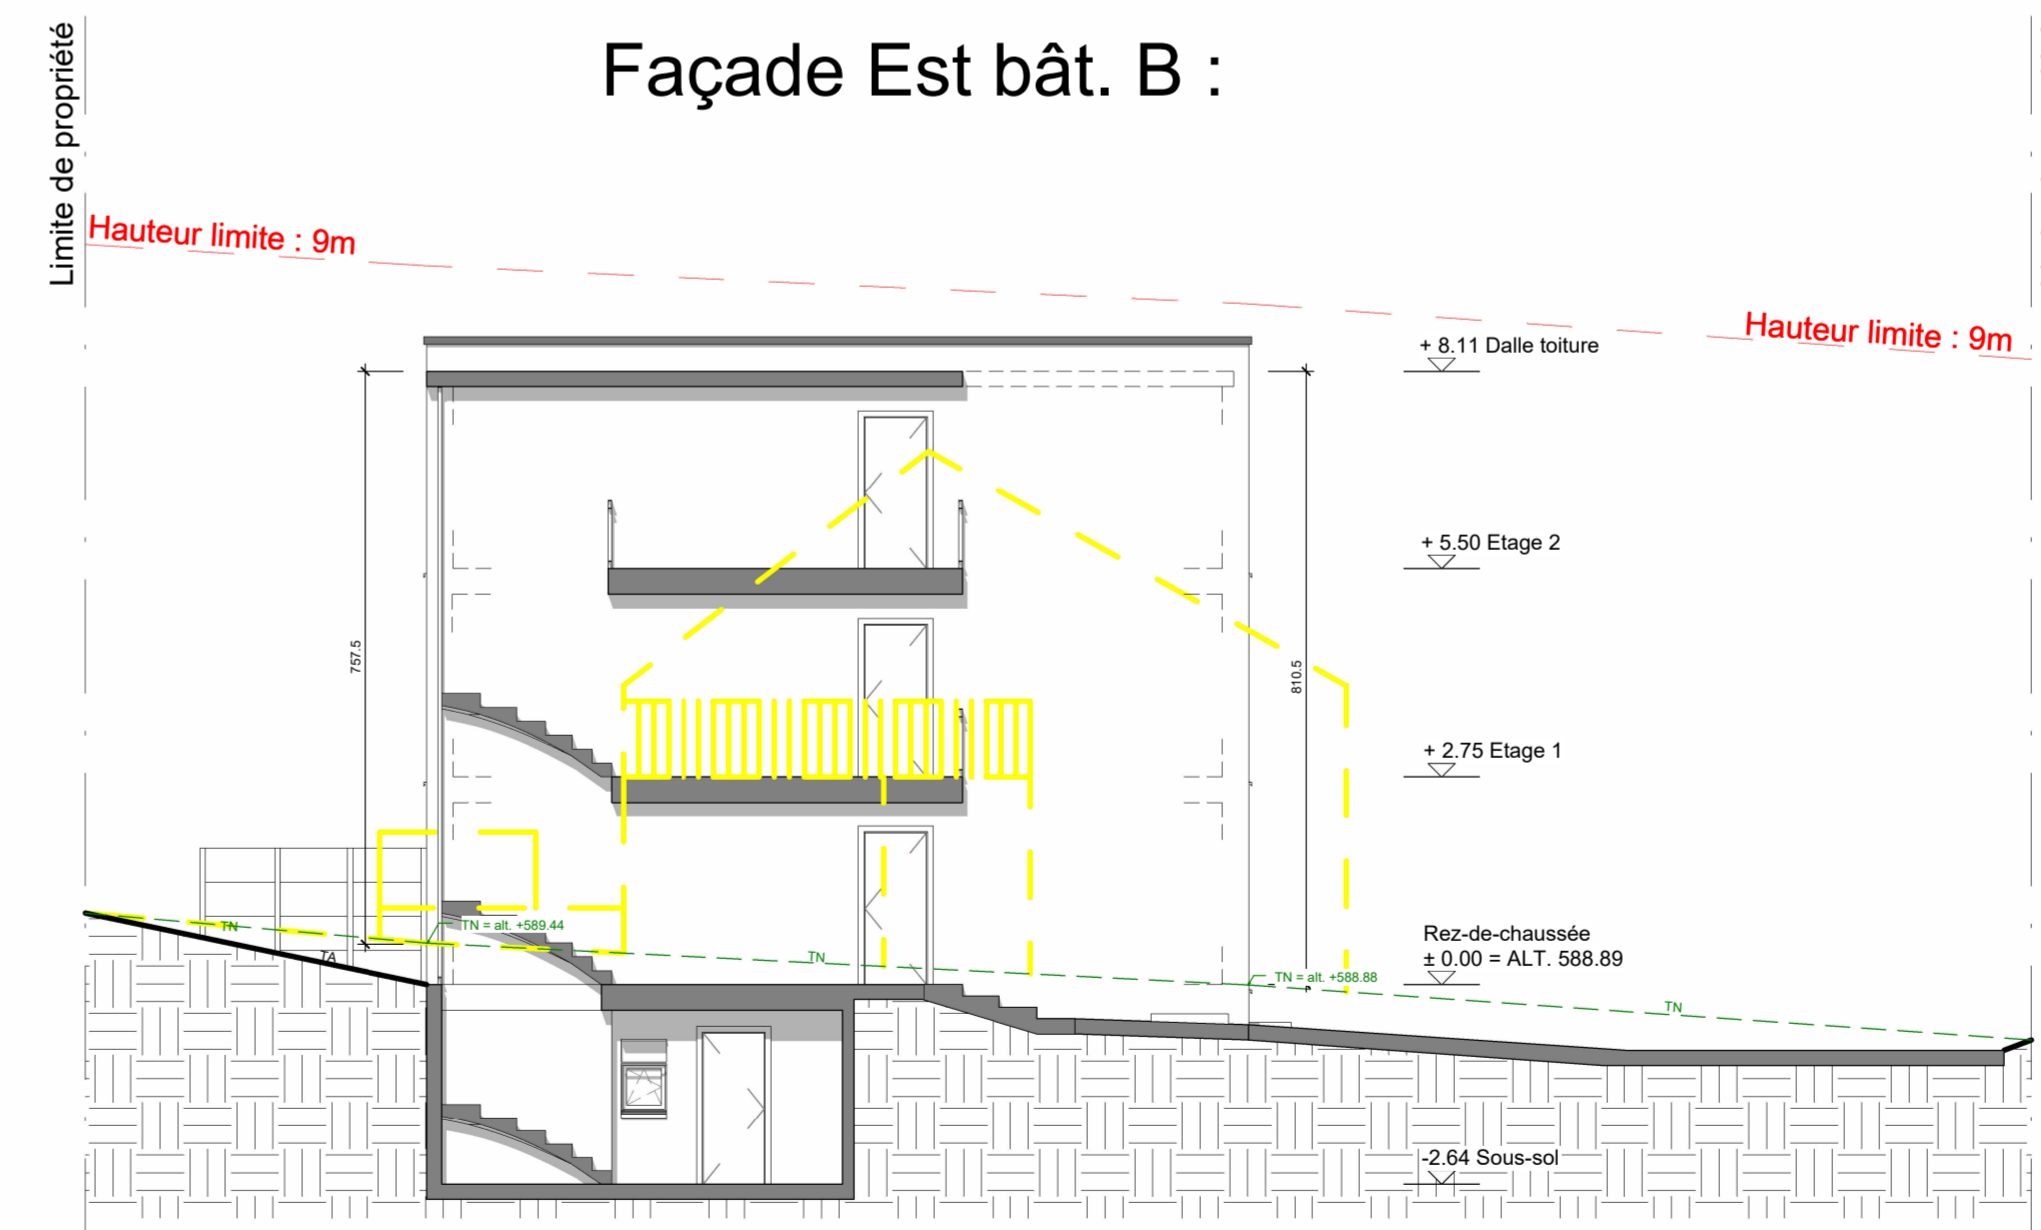 Façade Est bât. B :
Limite de propriété
Hauteur limite : 9m
Hauteur limite : 9m
+ 8.11 Dalle toiture
+ 5.50 Etage 2
757.5
810.5
+ 2.75 Etage 1
TN
TN = alt. +589.44
TA
TN
Rez-de-chaussée
± 0.00 = ALT. 588.89
TN = alt. +588.88
TN
-2.64 Sous-sol